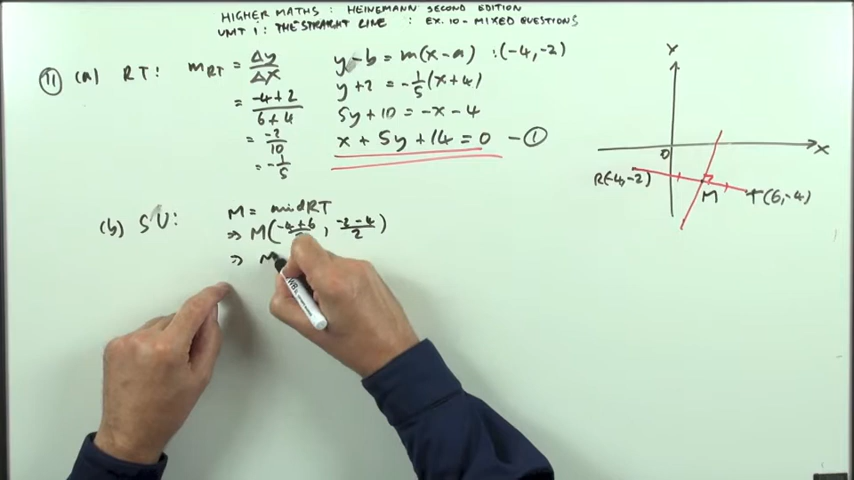 HIGHER MATHS : HEINEMANN SECOND EDITION
UNIT 1 : THE STRAIGHT LINE : EX.10 - MIXED QUESTIONS
11 (a) RT: mRT = Δy/Δx
= -4+2/6+4
= -2/10
= -1/5
y-b = m(x-a) : (-4,-2)
y+2 = -1/5(x+4)
5y+10 = -x-4
x + 5y + 14 = 0 - 1
(b) SU: M = mid RT
⇒ M(-4+6/2, -2-4/2)
⇒ M
Y
X
O
R(-4,-2)
M
T(6,-4)